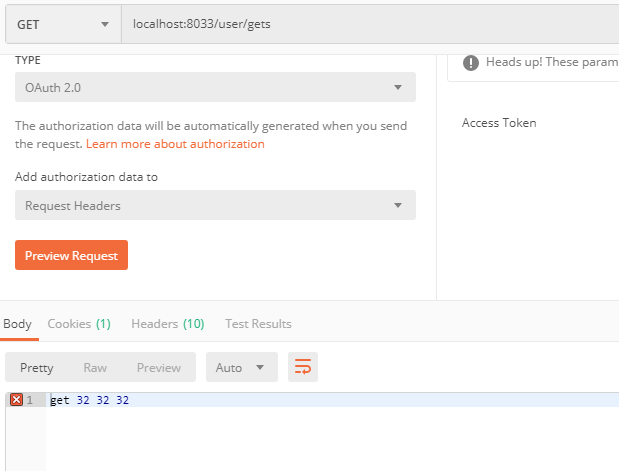 GET localhost:8033/user/gets
TYPE
Heads up! These param
OAuth 2.0
The authorization data will be automatically generated when you send
the request. Learn more about authorization
Access Token
Add authorization data to
Request Headers
Preview Request
Body Cookies (1) Headers (10) Test Results
Pretty Raw Preview Auto
1 get 32 32 32